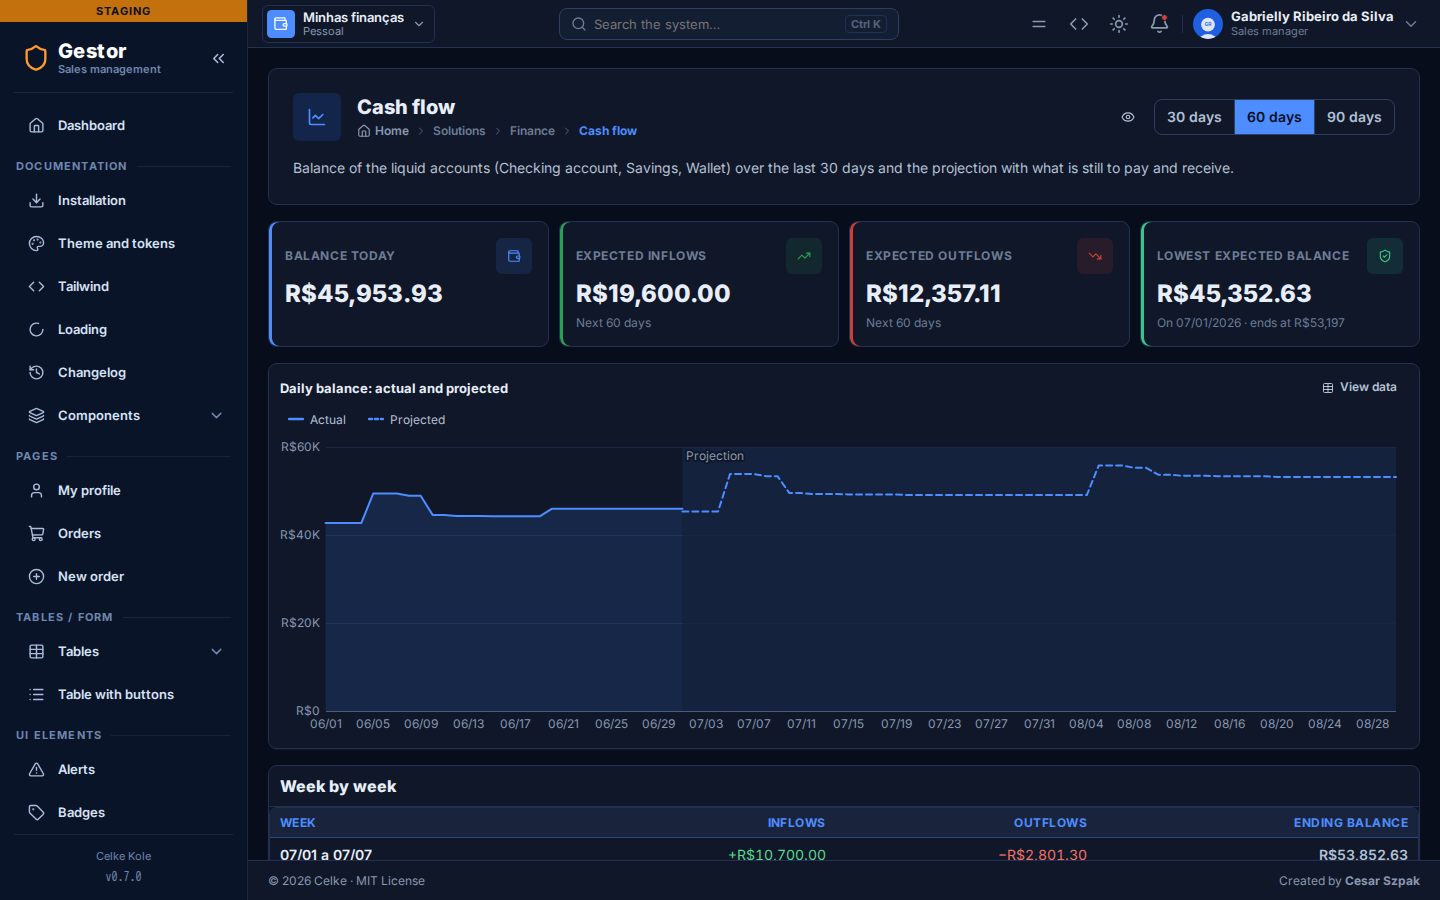 STAGING
Gestor
Sales management
Dashboard
DOCUMENTATION
Installation
Theme and tokens
Tailwind
Loading
Changelog
Components
PAGES
My profile
Orders
New order
TABLES / FORM
Tables
Table with buttons
UI ELEMENTS
Alerts
Badges
Celke Kole
v0.7.0
Minhas finanças
Pessoal
Search the system...
Ctrl K
GR
Gabrielly Ribeiro da Silva
Sales manager
Cash flow
Home
Solutions
Finance
Cash flow
30 days
60 days
90 days
Balance of the liquid accounts (Checking account, Savings, Wallet) over the last 30 days and the projection with what is still to pay and receive.
BALANCE TODAY
R$45,953.93
EXPECTED INFLOWS
R$19,600.00
Next 60 days
EXPECTED OUTFLOWS
R$12,357.11
Next 60 days
LOWEST EXPECTED BALANCE
R$45,352.63
On 07/01/2026 · ends at R$53,197
Daily balance: actual and projected
View data
Actual
Projected
Projection
R$60K
R$40K
R$20K
R$0
06/01 06/05 06/09 06/13 06/17 06/21 06/25 06/29 07/03 07/07 07/11 07/15 07/19 07/23 07/27 07/31 08/04 08/08 08/12 08/16 08/20 08/24 08/28
Week by week
WEEK INFLOWS OUTFLOWS ENDING BALANCE
07/01 a 07/07 +R$10,700.00 −R$2,801.30 R$53,852.63
© 2026 Celke · MIT License
Created by Cesar Szpak